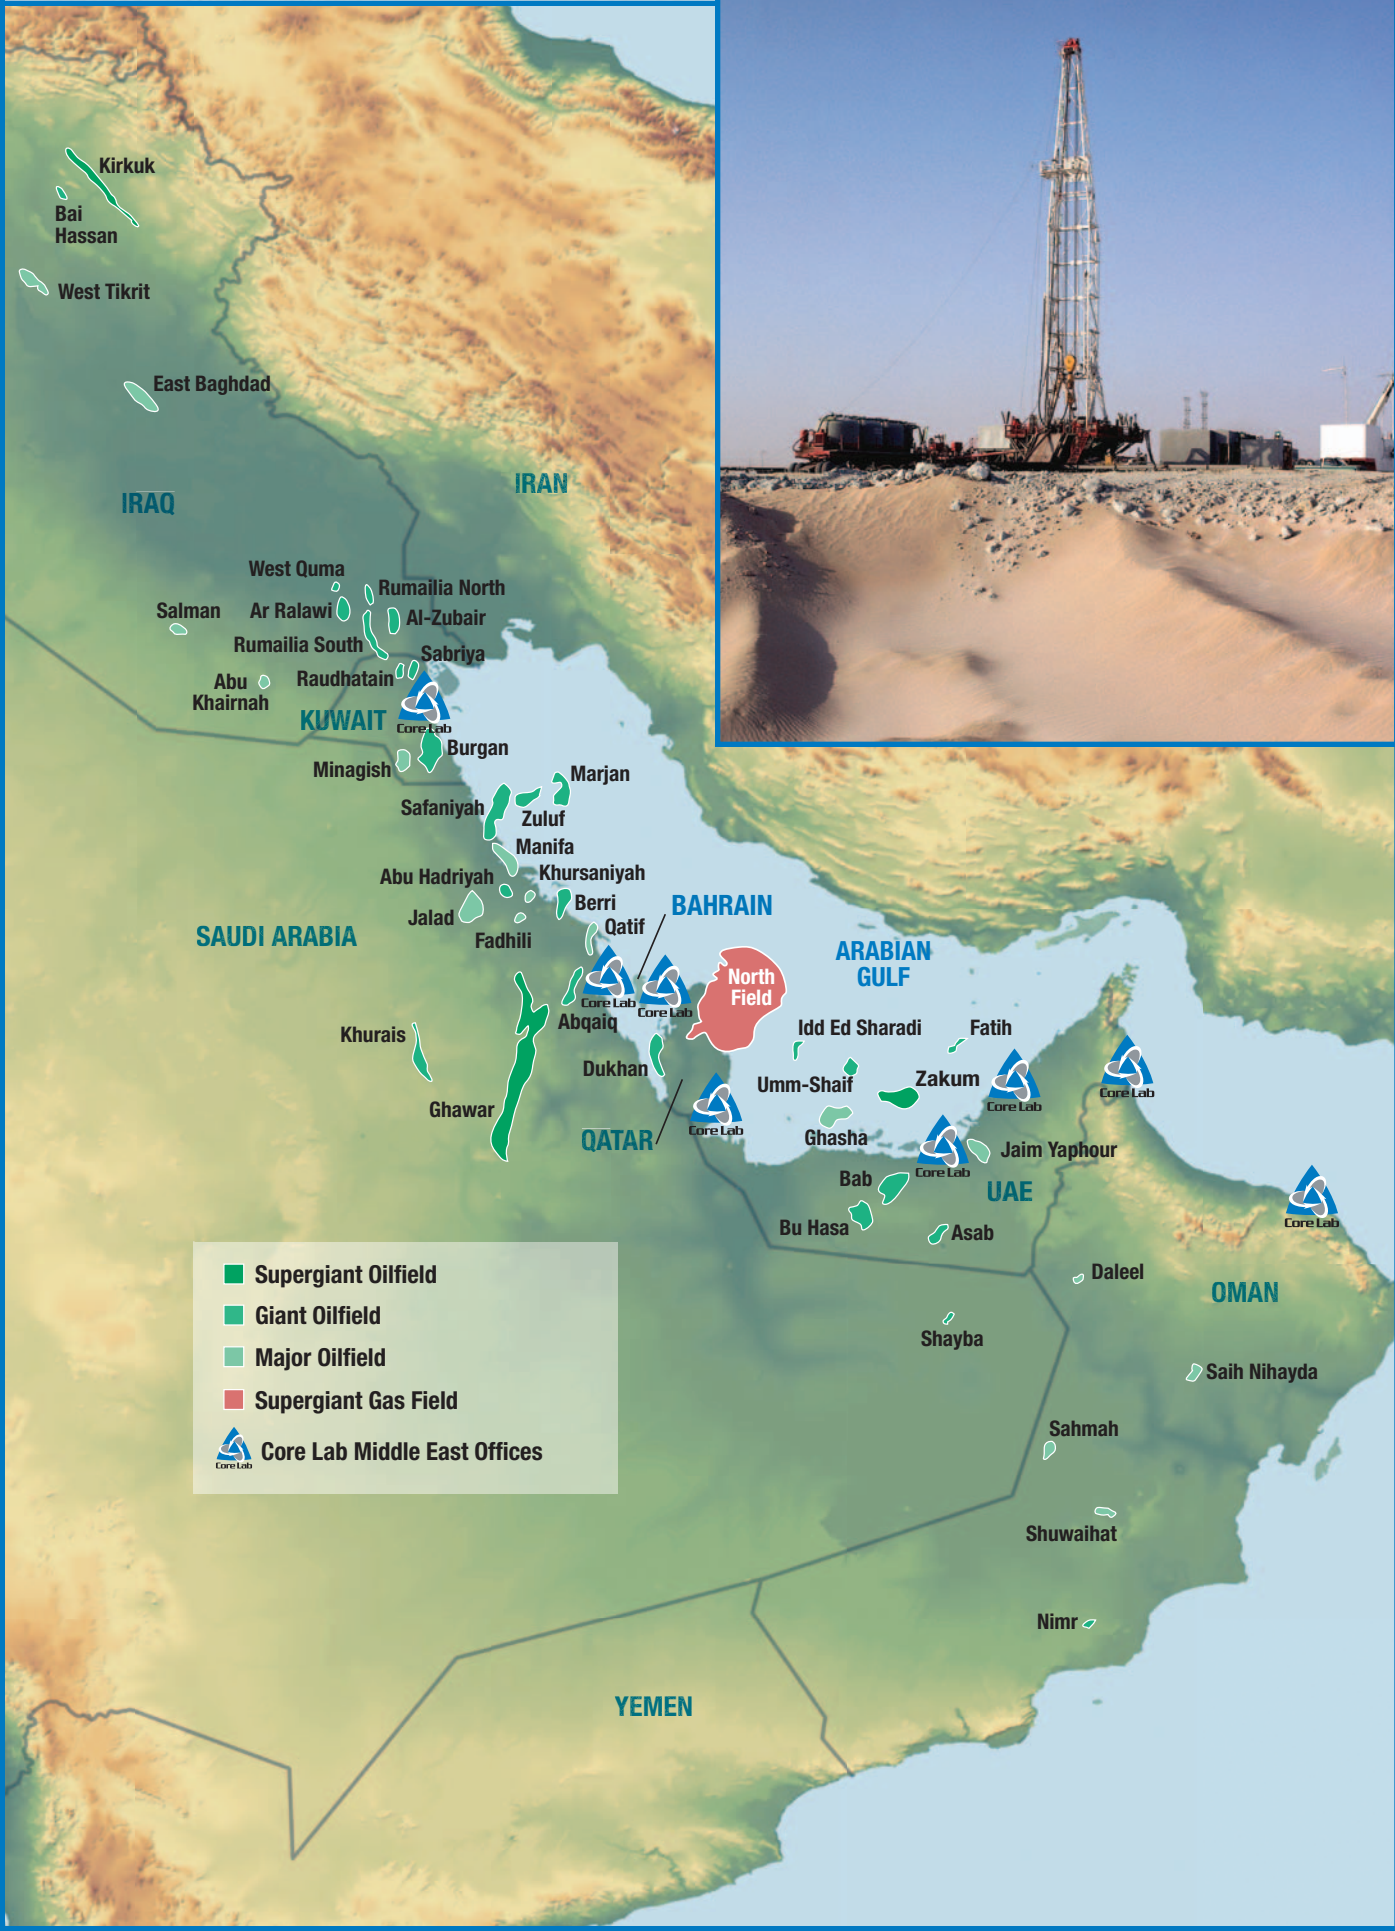 Kirkuk
Bai
Hassan
West Tikrit
East Baghdad
IRAN
IRAQ
West Quma
Rumailia North
Salman
Ar Ralawi
Al-Zubair
Rumailia South
Sabriya
Raudhatain
Abu
Khairnah
KUWAIT
Core Lab
Burgan
Minagish
Marjan
Safaniyah
Zuluf
Manifa
Khursaniyah
Abu Hadriyah
Berri
Jalad
Qatif
Fadhili
BAHRAIN
SAUDI ARABIA
ARABIAN
GULF
North
Field
Core Lab
Core Lab
Abqaiq
Khurais
Idd Ed Sharadi
Fatih
Dukhan
Umm-Shaif
Zakum
Core Lab
Core Lab
Ghawar
Core Lab
QATAR
Ghasha
Jaim Yaphour
Core Lab
Bab
UAE
Core Lab
Bu Hasa
Asab
Daleel
OMAN
Shayba
Saih Nihayda
Sahmah
Shuwaihat
Nimr
YEMEN
Supergiant Oilfield
Giant Oilfield
Major Oilfield
Supergiant Gas Field
Core Lab
Core Lab Middle East Offices